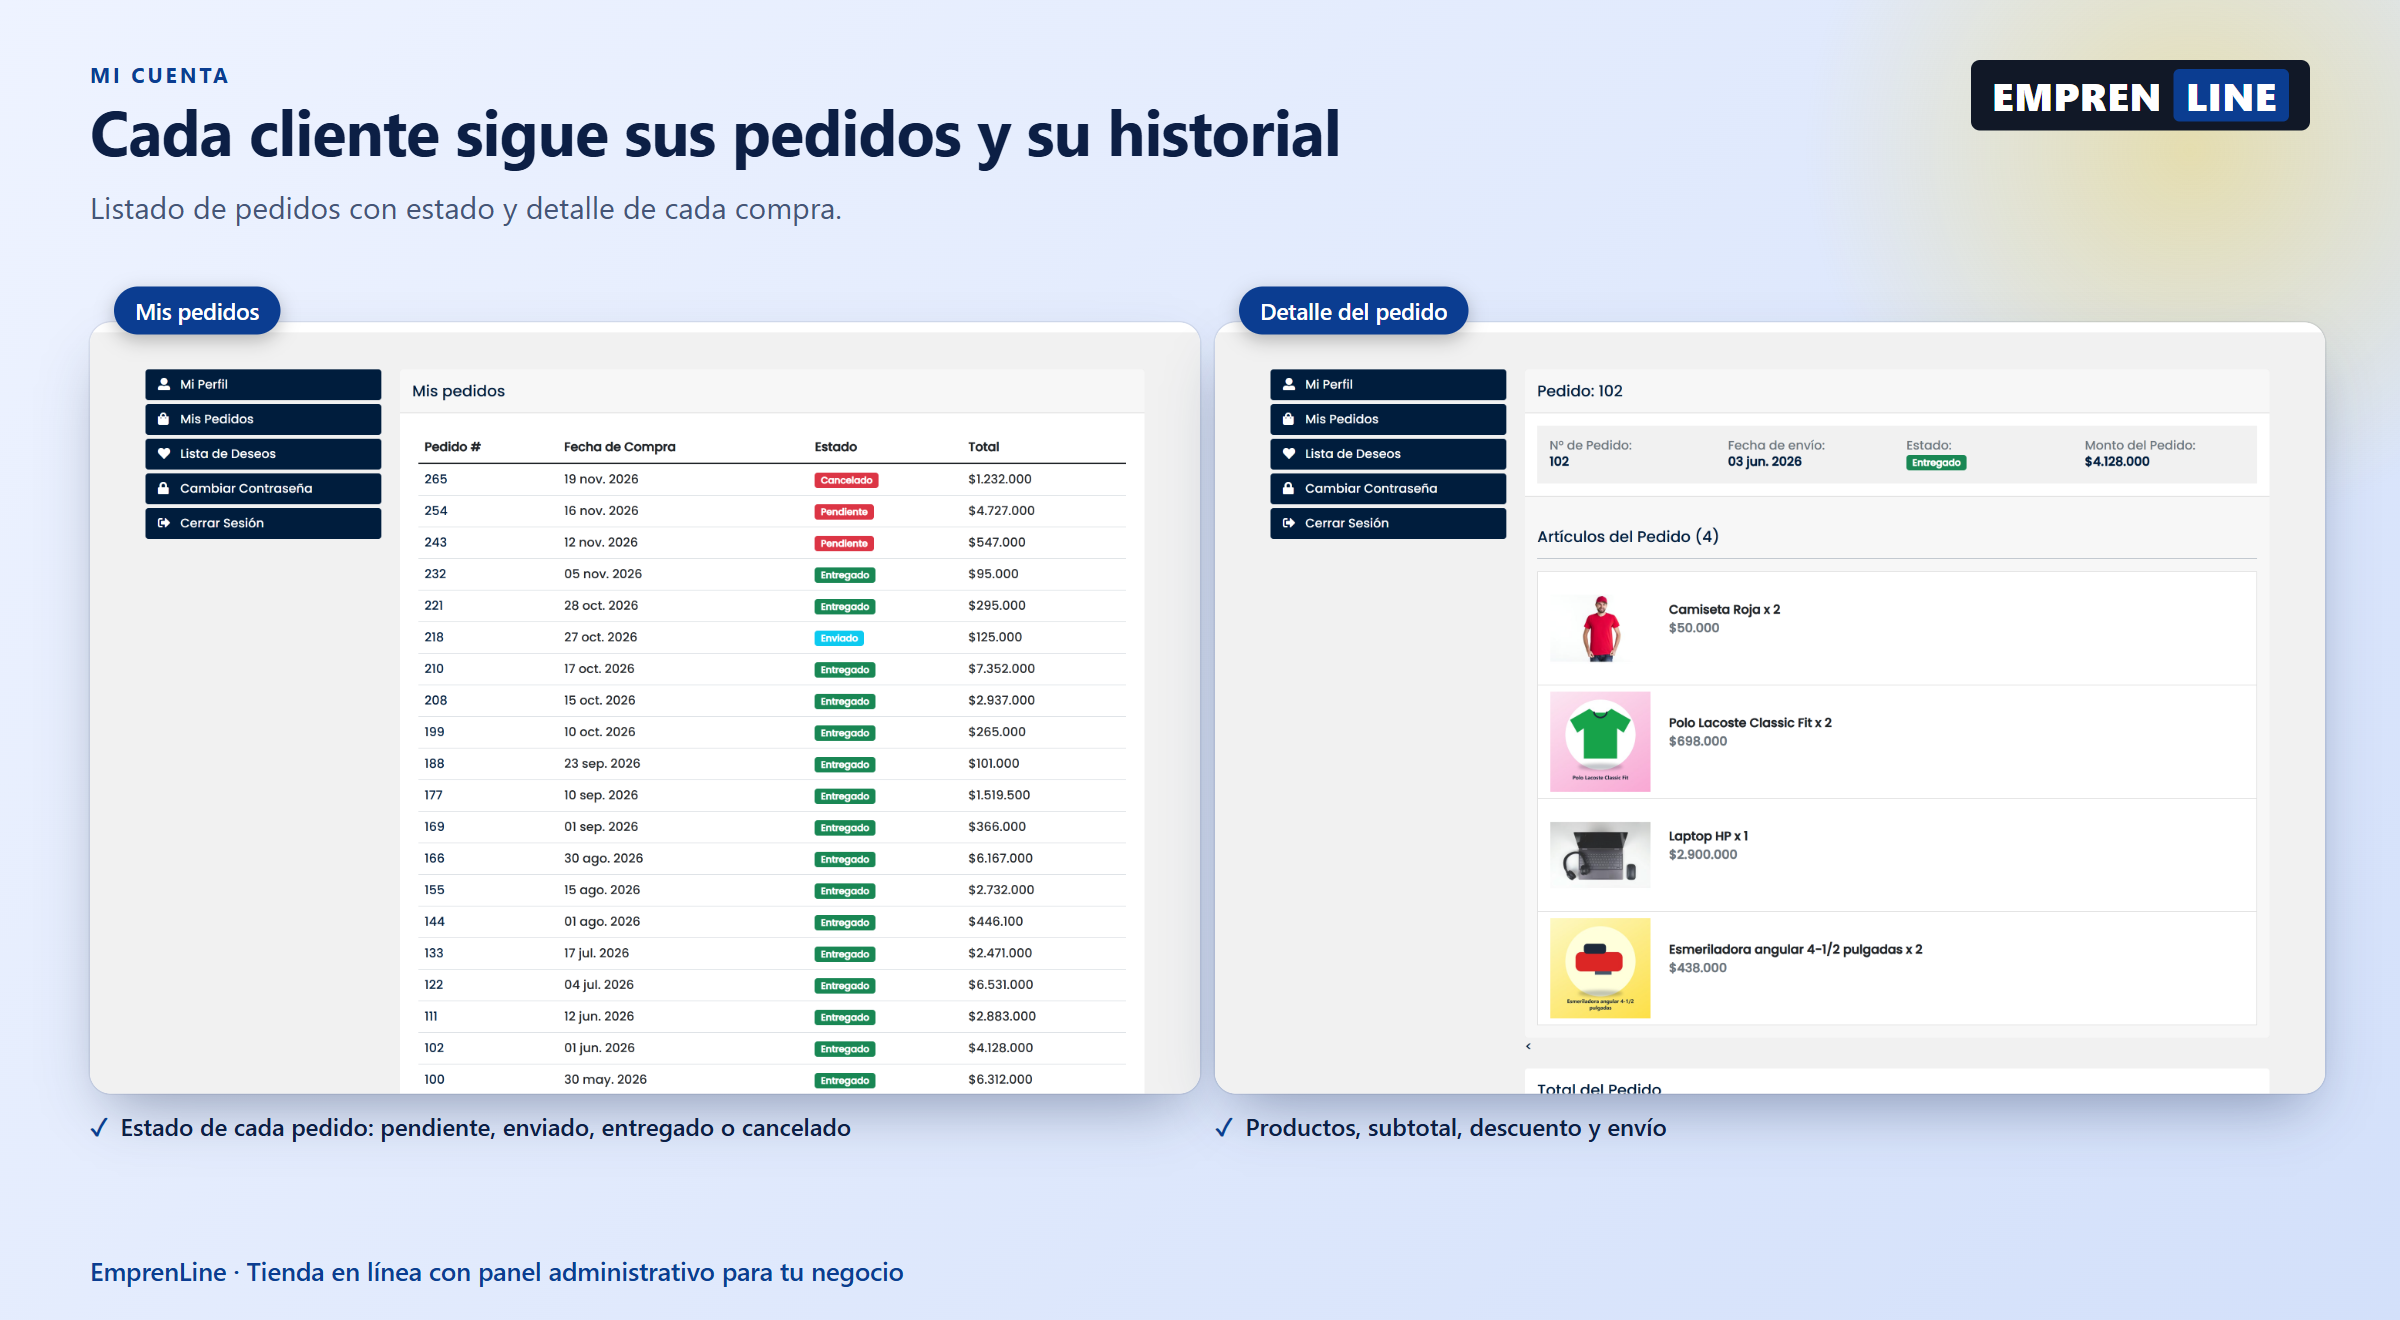 MI CUENTA
Cada cliente sigue sus pedidos y su historial
Listado de pedidos con estado y detalle de cada compra.
EMPREN LINE
Mis pedidos
Mi Perfil
Mis Pedidos
Lista de Deseos
Cambiar Contraseña
Cerrar Sesión
Mis pedidos
Pedido # Fecha de Compra Estado Total
265 19 nov. 2026 Cancelado $1.232.000
254 16 nov. 2026 Pendiente $4.727.000
243 12 nov. 2026 Pendiente $547.000
232 05 nov. 2026 Entregado $95.000
221 28 oct. 2026 Entregado $295.000
218 27 oct. 2026 Enviado $125.000
210 17 oct. 2026 Entregado $7.352.000
208 15 oct. 2026 Entregado $2.937.000
199 10 oct. 2026 Entregado $265.000
188 23 sep. 2026 Entregado $101.000
177 10 sep. 2026 Entregado $1.519.500
169 01 sep. 2026 Entregado $366.000
166 30 ago. 2026 Entregado $6.167.000
155 15 ago. 2026 Entregado $2.732.000
144 01 ago. 2026 Entregado $446.100
133 17 jul. 2026 Entregado $2.471.000
122 04 jul. 2026 Entregado $6.531.000
111 12 jun. 2026 Entregado $2.883.000
102 01 jun. 2026 Entregado $4.128.000
100 30 may. 2026 Entregado $6.312.000
✓ Estado de cada pedido: pendiente, enviado, entregado o cancelado
Detalle del pedido
Mi Perfil
Mis Pedidos
Lista de Deseos
Cambiar Contraseña
Cerrar Sesión
Pedido: 102
N° de Pedido: Fecha de envío: Estado: Monto del Pedido:
102 03 jun. 2026 Entregado $4.128.000
Artículos del Pedido (4)
Camiseta Roja x 2
$50.000
Polo Lacoste Classic Fit x 2
$698.000
Polo Lacoste Classic Fit
Laptop HP x 1
$2.900.000
Esmeriladora angular 4-1/2 pulgadas x 2
$438.000
Esmeriladora angular 4-1/2
pulgadas
<
Total del Pedido
✓ Productos, subtotal, descuento y envío
EmprenLine · Tienda en línea con panel administrativo para tu negocio